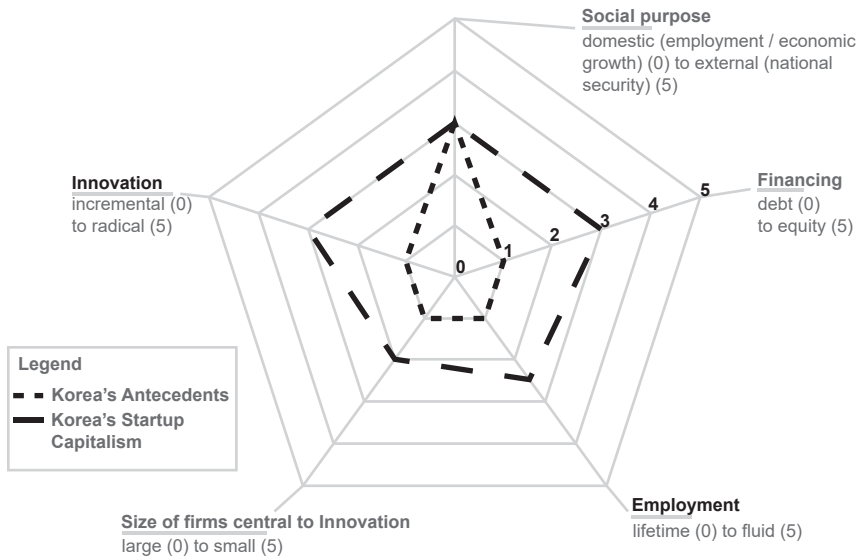 Social purpose
domestic (employment / economic
growth) (0) to external (national
security) (5)
Innovation
incremental (0)
to radical (5)
Financing
debt (0)
to equity (5)
5
4
3
2
1
0
Legend
Korea's Antecedents
Korea's Startup
Capitalism
Employment
lifetime (0) to fluid (5)
Size of firms central to Innovation
large (0) to small (5)